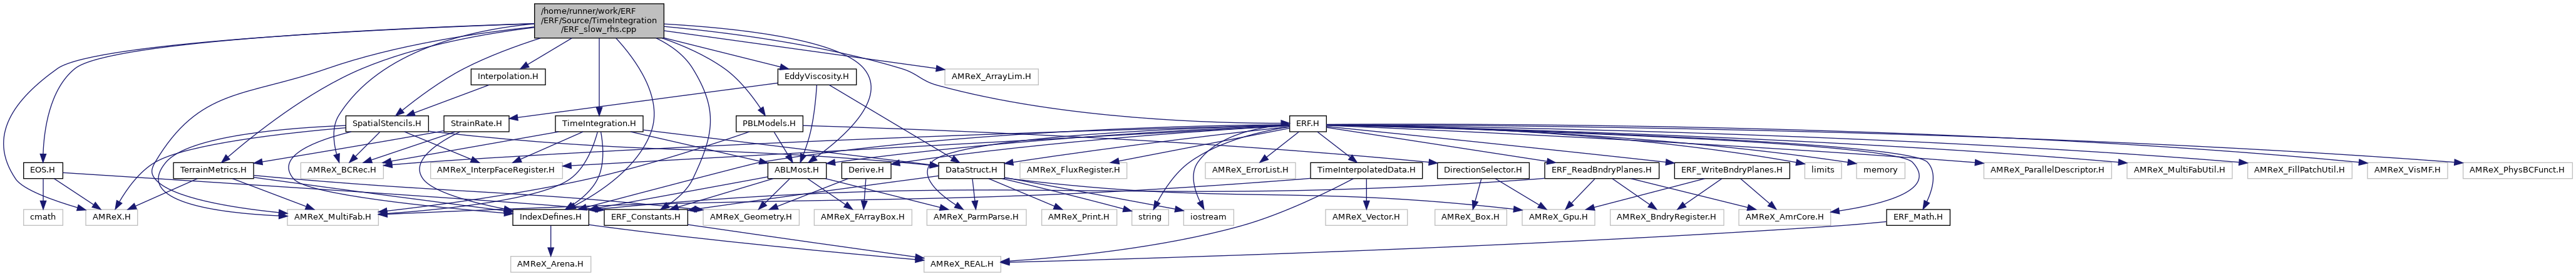 /home/runner/work/ERF
/ERF/Source/TimeIntegration
/ERF_slow_rhs.cpp
Interpolation.H
EddyViscosity.H
AMReX_ArrayLim.H
SpatialStencils.H
StrainRate.H
TimeIntegration.H
PBLModels.H
ERF.H
EOS.H
TerrainMetrics.H
AMReX_BCRec.H
AMReX_InterpFaceRegister.H
ABLMost.H
Derive.H
DataStruct.H
AMReX_FluxRegister.H
AMReX_ErrorList.H
TimeInterpolatedData.H
DirectionSelector.H
ERF_ReadBndryPlanes.H
ERF_WriteBndryPlanes.H
limits
memory
AMReX_ParallelDescriptor.H
AMReX_MultiFabUtil.H
AMReX_FillPatchUtil.H
AMReX_VisMF.H
AMReX_PhysBCFunct.H
cmath
AMReX.H
AMReX_MultiFab.H
IndexDefines.H
ERF_Constants.H
AMReX_Geometry.H
AMReX_FArrayBox.H
AMReX_ParmParse.H
AMReX_Print.H
string
iostream
AMReX_Vector.H
AMReX_Box.H
AMReX_Gpu.H
AMReX_BndryRegister.H
AMReX_AmrCore.H
ERF_Math.H
AMReX_Arena.H
AMReX_REAL.H